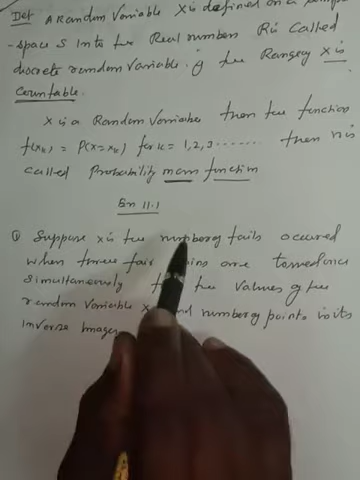 Def A Random Variable X is defined on a sample
- space S into the Real number R is called
discrete random variable. if the Range of X is
countable.
X is a Random Variable then the function
f(xk) = P(X=xk) for k = 1,2,3...... then is
called Probability mass function
Ex 11.1
① Suppose X is the number of tails occured
when three fair coins are tossed once
simultaneously the values of the
random variable X and number of points in its
inverse Images